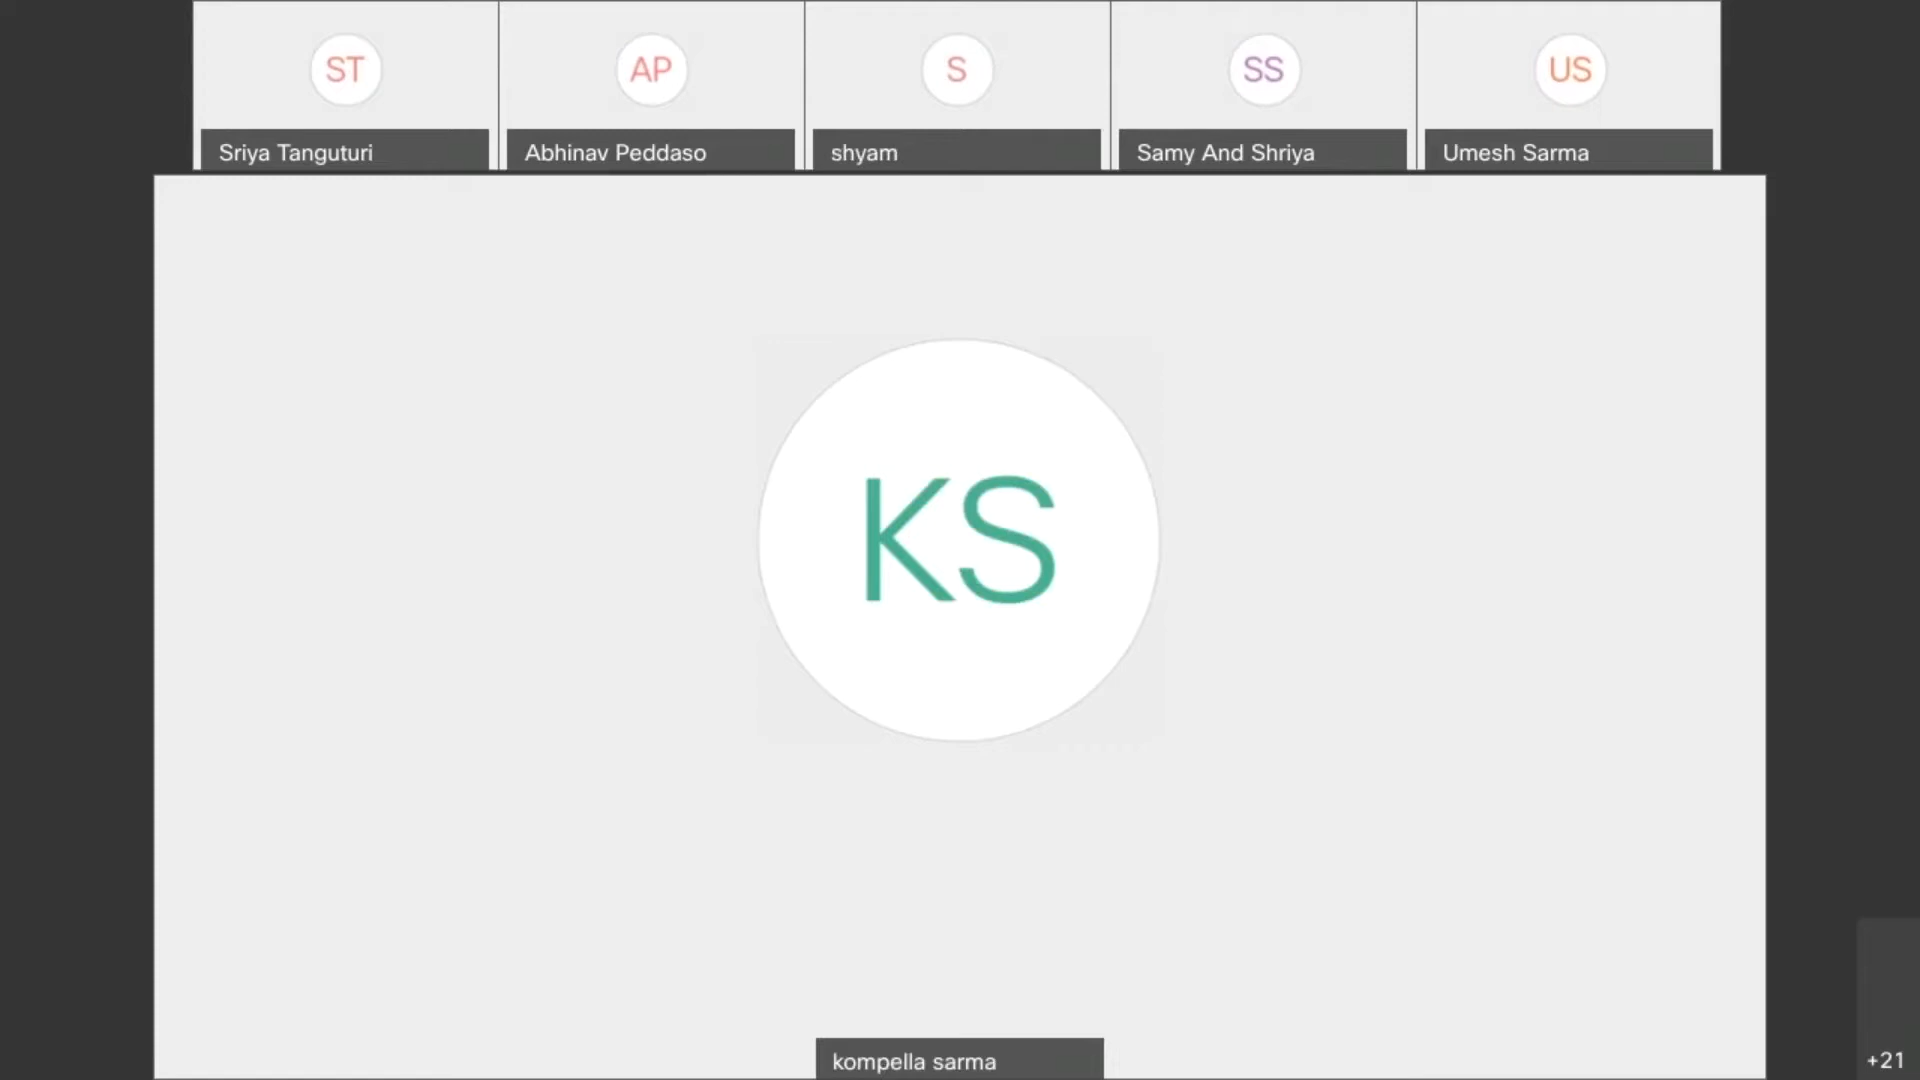 ST
AP
S
SS
US
Sriya Tanguturi
Abhinav Peddaso
shyam
Samy And Shriya
Umesh Sarma
KS
kompella sarma
+21